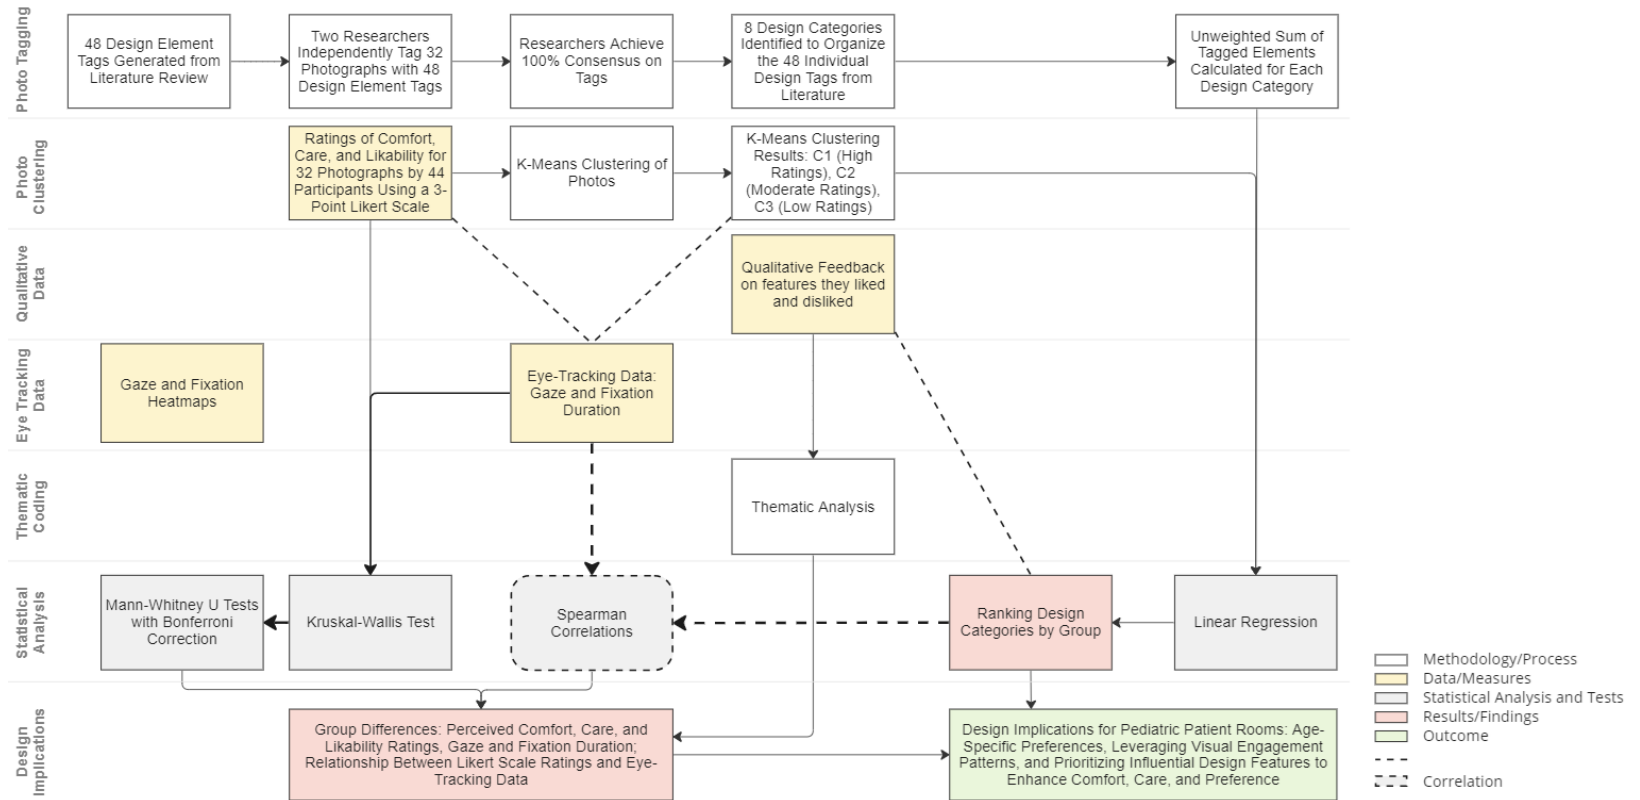 Photo Tagging
48 Design Element
Tags Generated from
Literature Review
Two Researchers
Independently Tag 32
Photographs with 48
Design Element Tags
Researchers Achieve
100% Consensus on
Tags
8 Design Categories
Identified to Organize
the 48 Individual
Design Tags from
Literature
Unweighted Sum of
Tagged Elements
Calculated for Each
Design Category
Photo
Clustering
Ratings of Comfort,
Care, and Likability for
32 Photographs by 44
Participants Using a 3-
Point Likert Scale
K-Means Clustering of
Photos
K-Means Clustering
Results: C1 (High
Ratings), C2
(Moderate Ratings),
C3 (Low Ratings)
Qualitative
Data
Qualitative Feedback
on features they liked
and disliked
Eye Tracking
Data
Gaze and Fixation
Heatmaps
Eye-Tracking Data:
Gaze and Fixation
Duration
Thematic
Coding
Thematic Analysis
Statistical
Analysis
Mann-Whitney U Tests
with Bonferroni
Correction
Kruskal-Wallis Test
Spearman
Correlations
Ranking Design
Categories by Group
Linear Regression
Design
Implications
Group Differences: Perceived Comfort, Care, and
Likability Ratings, Gaze and Fixation Duration;
Relationship Between Likert Scale Ratings and Eye-
Tracking Data
Design Implications for Pediatric Patient Rooms: Age-
Specific Preferences, Leveraging Visual Engagement
Patterns, and Prioritizing Influential Design Features to
Enhance Comfort, Care, and Preference
Methodology/Process
Data/Measures
Statistical Analysis and Tests
Results/Findings
Outcome
Correlation